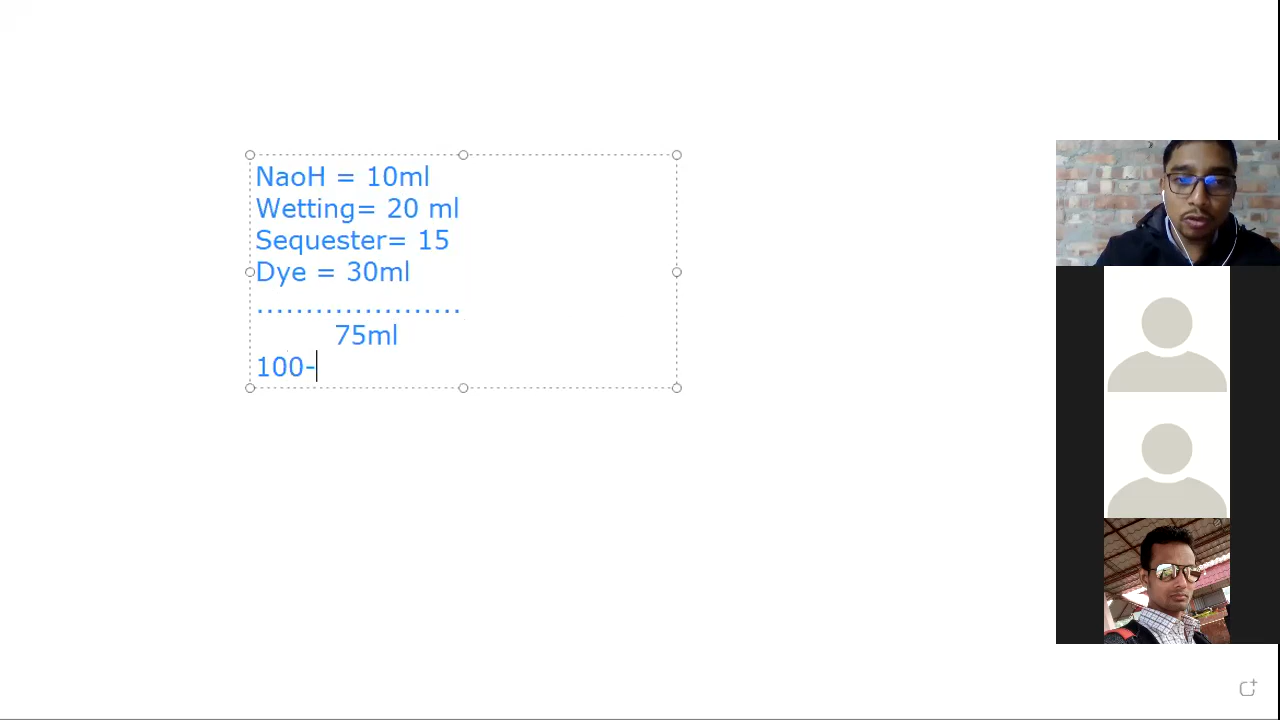 NaoH = 10ml
Wetting= 20 ml
Sequester= 15
Dye = 30ml
.....................
75ml
100-